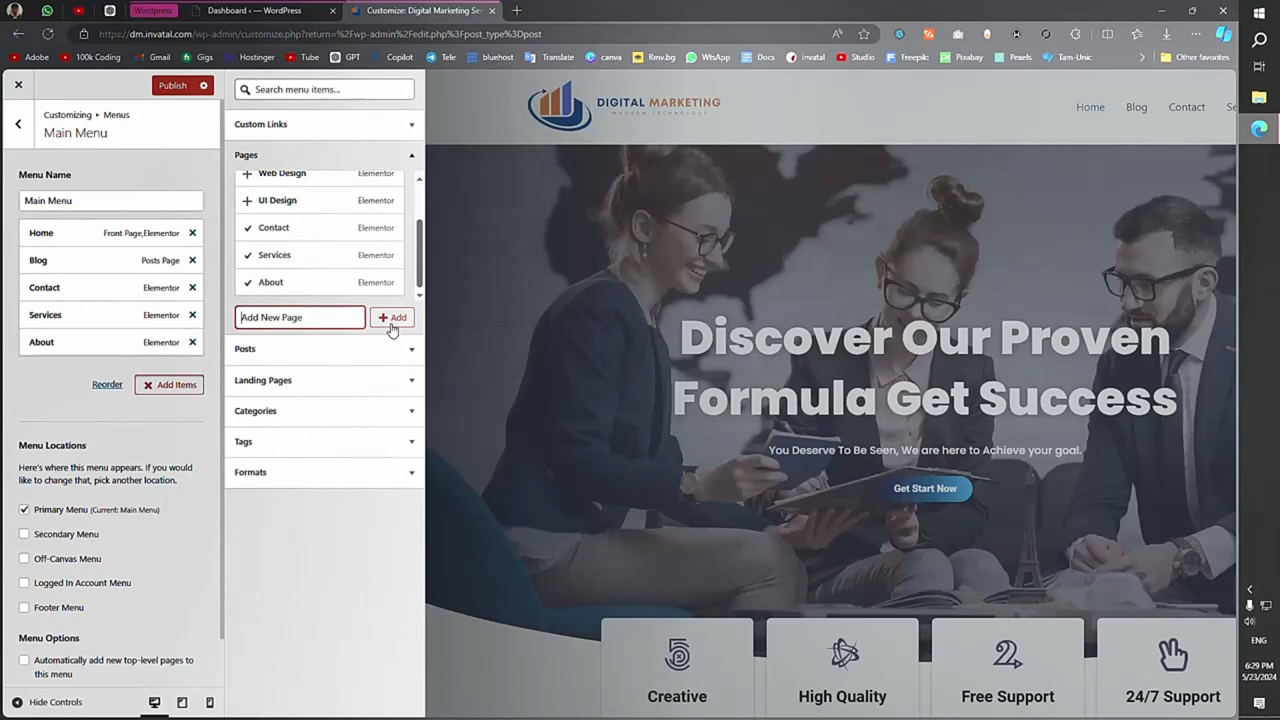 Wordpress
Dashboard ‹ — WordPress
Customize: Digital Marketing Se
https://dm.invatal.com/wp-admin/customize.php?return=%2Fwp-admin%2Fedit.php%3Fpost_type%3Dpost
Adobe
100k Coding
Gmail
Gigs
Hostinger
Tube
GPT
Copilot
Tele
bluehost
Translate
canva
Rmv.bg
WtsApp
Docs
invatal
Studio
Freepik
Pixabay
Pexels
Tam-Unic
Other favorites
Publish
Customizing ▸ Menus
Main Menu
Menu Name
Main Menu
Home Front Page,Elementor
Blog Posts Page
Contact Elementor
Services Elementor
About Elementor
Reorder
Add Items
Menu Locations
Here's where this menu appears. If you would
like to change that, pick another location.
Primary Menu (Current: Main Menu)
Secondary Menu
Off-Canvas Menu
Logged In Account Menu
Footer Menu
Menu Options
Automatically add new top-level pages to
this menu
Hide Controls
Search menu items...
Custom Links
Pages
Web Design Elementor
UI Design Elementor
Contact Elementor
Services Elementor
About Elementor
Add New Page
+ Add
Posts
Landing Pages
Categories
Tags
Formats
DIGITAL MARKETING
MODERN TECHNOLOGY
Home
Blog
Contact
Se
Discover Our Proven
Formula Get Success
You Deserve To Be Seen, We are here to Achieve your goal.
Get Start Now
Creative
High Quality
Free Support
24/7 Support
ENG
6:29 PM
5/23/2024